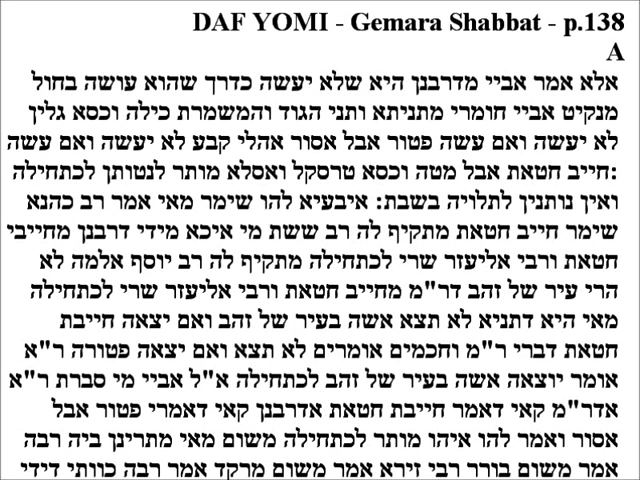 DAF YOMI - Gemara Shabbat - p.138
A
אלא אמר אביי מדרבנן היא שלא יעשה כדרך שהוא עושה בחול
מנקיט אביי חומרי מתניתא ותני הגוד והמשמרת כילה וכסא גלין
לא יעשה ואם עשה פטור אבל אסור אהלי קבע לא יעשה ואם עשה
:חייב חטאת אבל מטה וכסא טרסקל ואסלא מותר לנטותן לכתחילה
ואין נותנין לתלויה בשבת: איבעיא להו שימר מאי אמר רב כהנא
שימר חייב חטאת מתקיף לה רב ששת מי איכא מידי דרבנן מחייבי
חטאת ורבי אליעזר שרי לכתחילה מתקיף לה רב יוסף אלמה לא
הרי עיר של זהב דר"מ מחייב חטאת ורבי אליעזר שרי לכתחילה
מאי היא דתניא לא תצא אשה בעיר של זהב ואם יצאה חייבת
חטאת דברי ר"מ וחכמים אומרים לא תצא ואם יצאה פטורה ר"א
אומר יוצאה אשה בעיר של זהב לכתחילה א"ל אביי מי סברת ר"א
אדר"מ קאי דאמר חייבת חטאת אדרבנן קאי דאמרי פטור אבל
אסור ואמר להו איהו מותר לכתחילה משום מאי מתרינן ביה רבה
אמר משום בורר רבי זירא אמר משום מרקד אמר רבה כוותי דידי